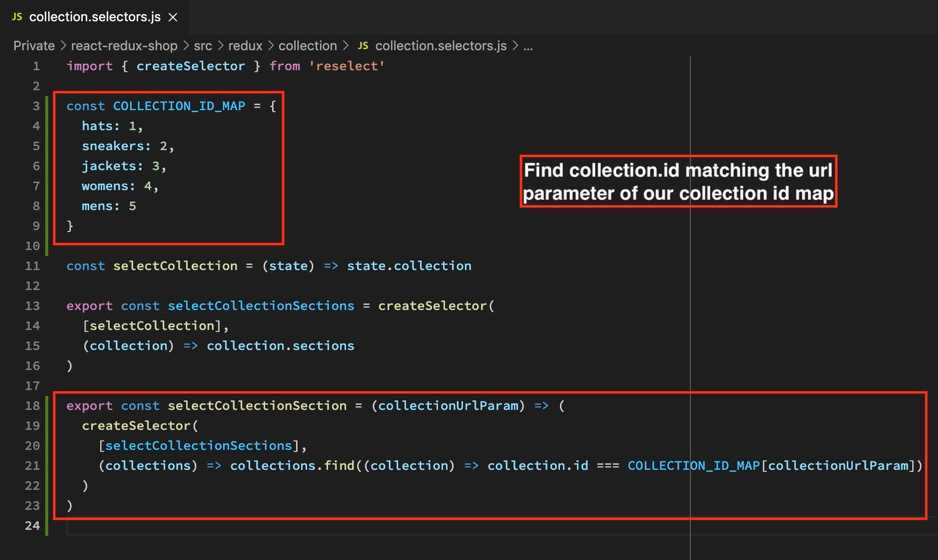 JS collection.selectors.js ×
Private > react-redux-shop > src > redux > collection > JS collection.selectors.js > ...
1 import { createSelector } from 'reselect'
2
3 const COLLECTION_ID_MAP = {
4 hats: 1,
5 sneakers: 2,
6 jackets: 3,
7 womens: 4,
8 mens: 5
9 }
10
Find collection.id matching the url
parameter of our collection id map
11 const selectCollection = (state) => state.collection
12
13 export const selectCollectionSections = createSelector(
14 [selectCollection],
15 (collection) => collection.sections
16 )
17
18 export const selectCollectionSection = (collectionUrlParam) => (
19 createSelector(
20 [selectCollectionSections],
21 (collections) => collections.find((collection) => collection.id === COLLECTION_ID_MAP[collectionUrlParam])
22 )
23 )
24